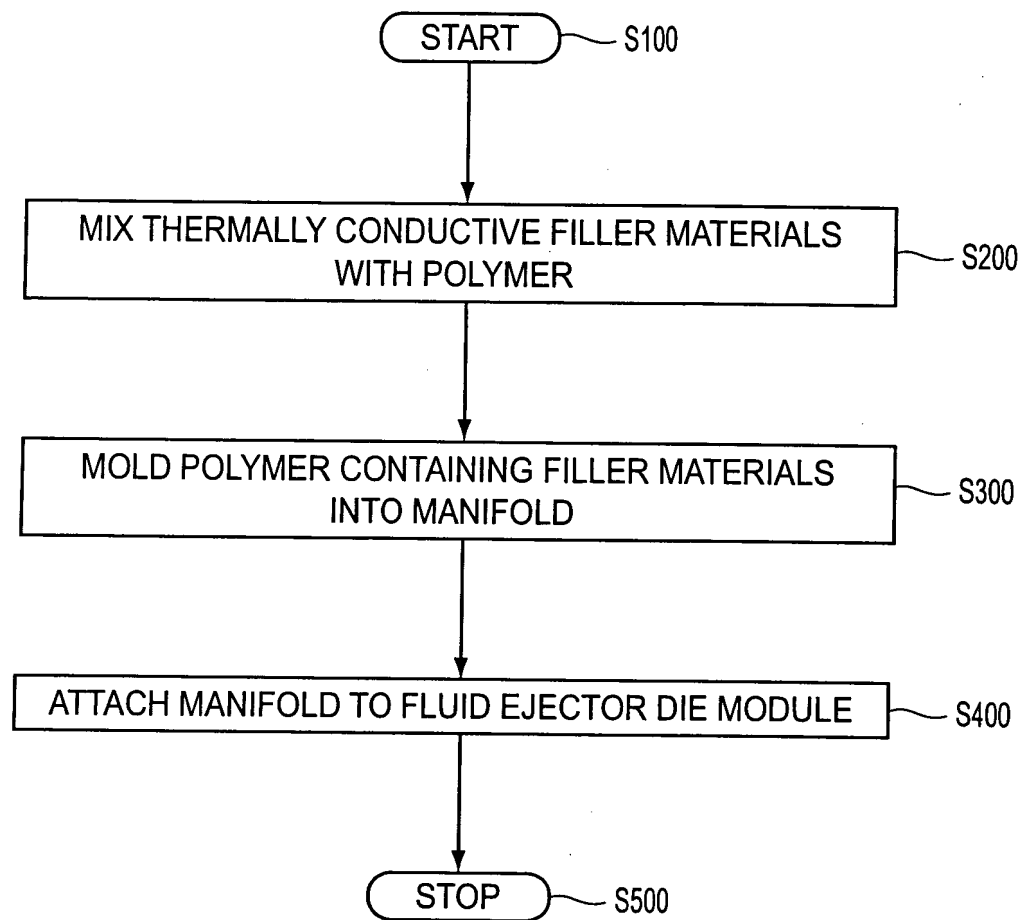 START
S100
MIX THERMALLY CONDUCTIVE FILLER MATERIALS
WITH POLYMER
S200
MOLD POLYMER CONTAINING FILLER MATERIALS
INTO MANIFOLD
S300
ATTACH MANIFOLD TO FLUID EJECTOR DIE MODULE
S400
STOP
S500